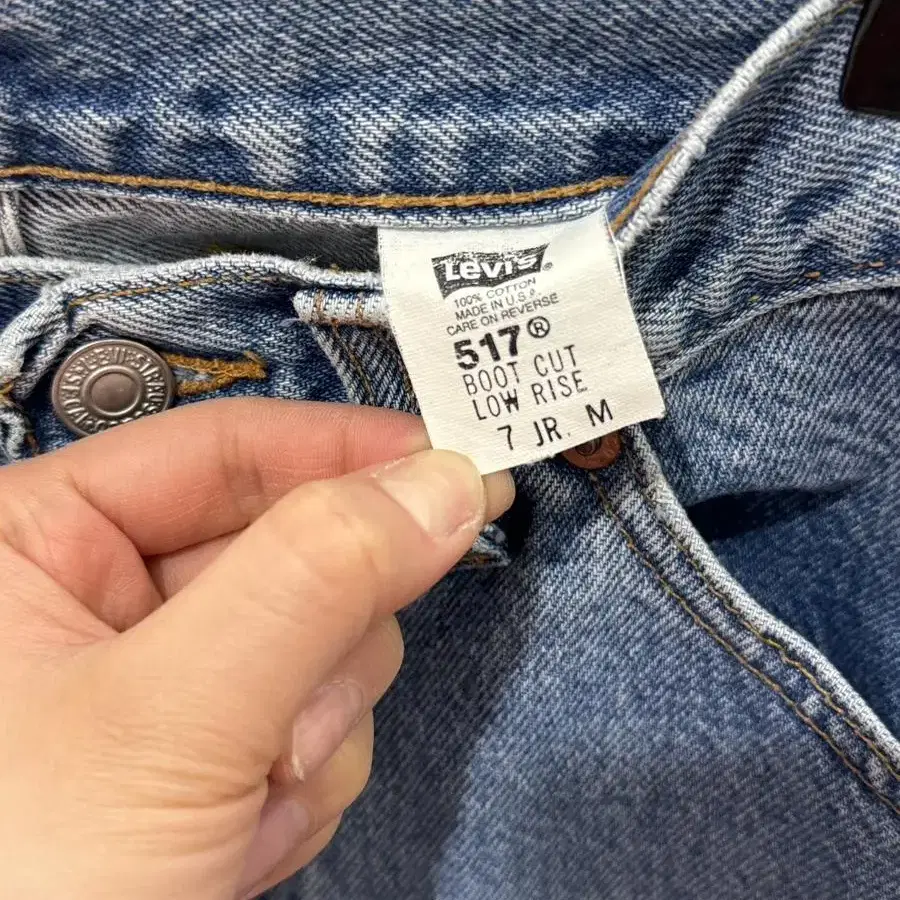 Levi's®
100% COTTON
MADE IN U.S.A
CARE ON REVERSE
517®
BOOT CUT
LOW RISE
7 JR. M